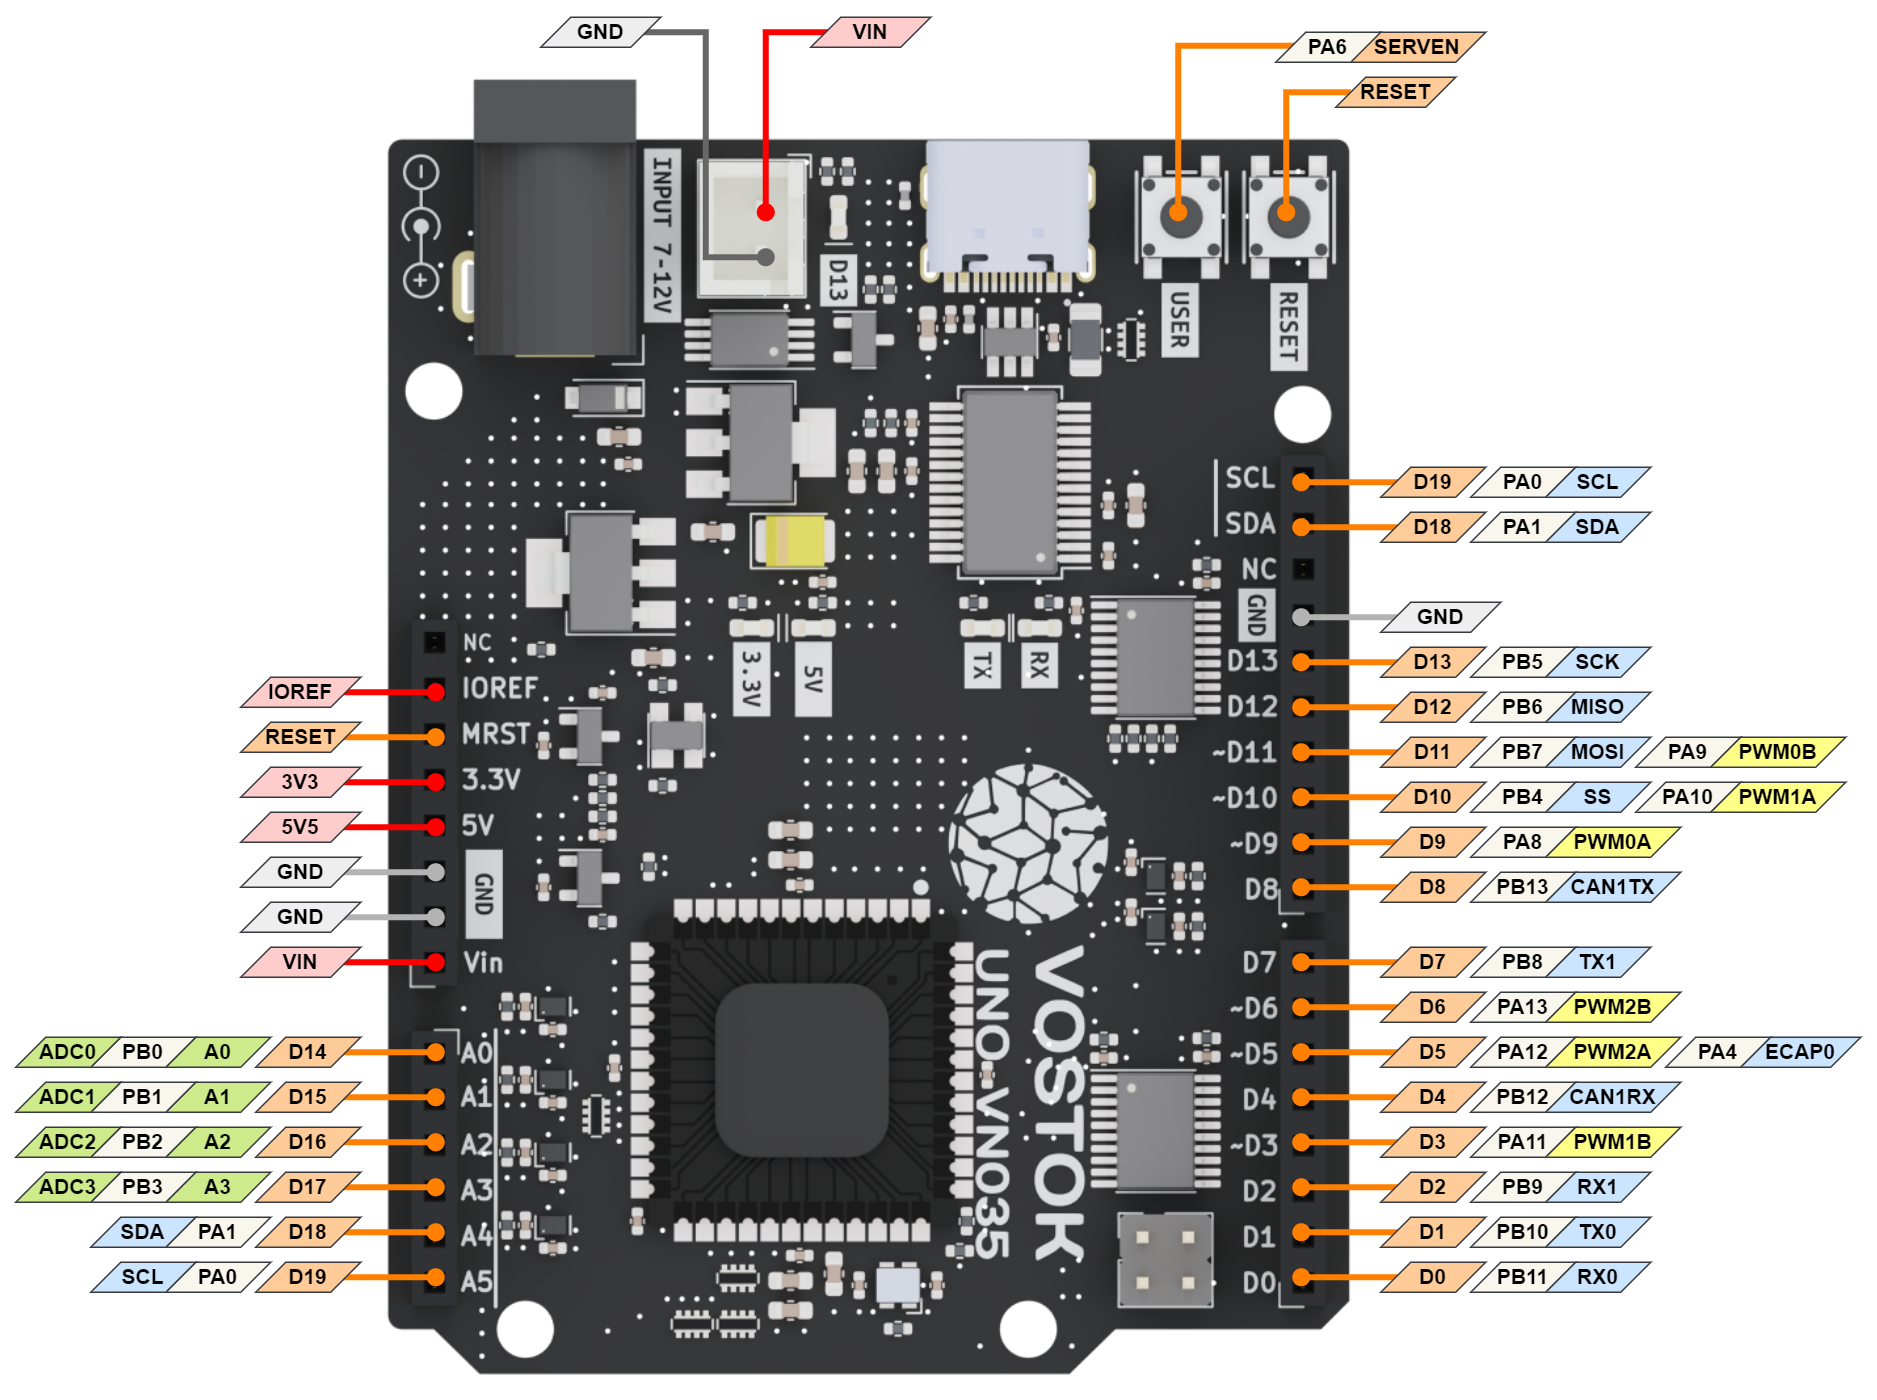 GND VIN
PA6 SERVEN
RESET
INPUT 7-12V
D13
USER
RESET
SCL D19 PA0 SCL
SDA D18 PA1 SDA
NC
GND GND
D13 D13 PB5 SCK
D12 D12 PB6 MISO
~D11 D11 PB7 MOSI PA9 PWM0B
~D10 D10 PB4 SS PA10 PWM1A
~D9 D9 PA8 PWM0A
D8 D8 PB13 CAN1TX
D7 D7 PB8 TX1
~D6 D6 PA13 PWM2B
~D5 D5 PA12 PWM2A PA4 ECAP0
D4 D4 PB12 CAN1RX
~D3 D3 PA11 PWM1B
D2 D2 PB9 RX1
D1 D1 PB10 TX0
D0 D0 PB11 RX0
3.3V 5V
TX RX
NC
IOREF IOREF
RESET MRST
3V3 3.3V
5V5 5V
GND
GND
GND
VIN Vin
ADC0 PB0 A0 D14 A0
ADC1 PB1 A1 D15 A1
ADC2 PB2 A2 D16 A2
ADC3 PB3 A3 D17 A3
SDA PA1 D18 A4
SCL PA0 D19 A5
VOSTOK
UNO-VN035
- +